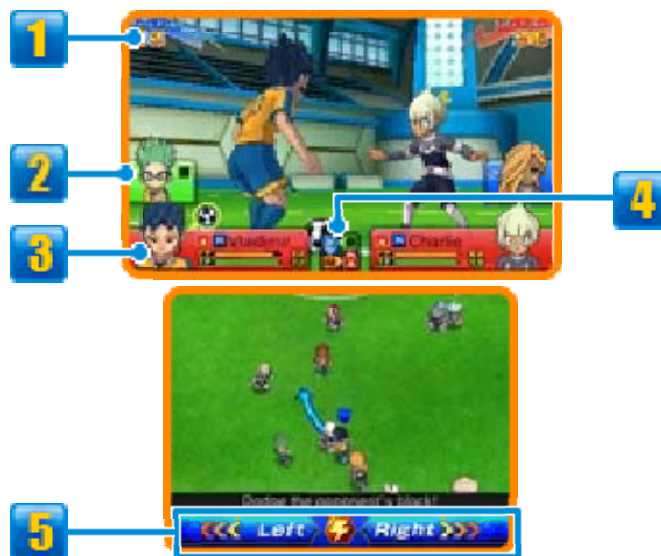 1
2
3
4
Vladimir
Charlie
Dodge the opponent's block!
5
Left
Right